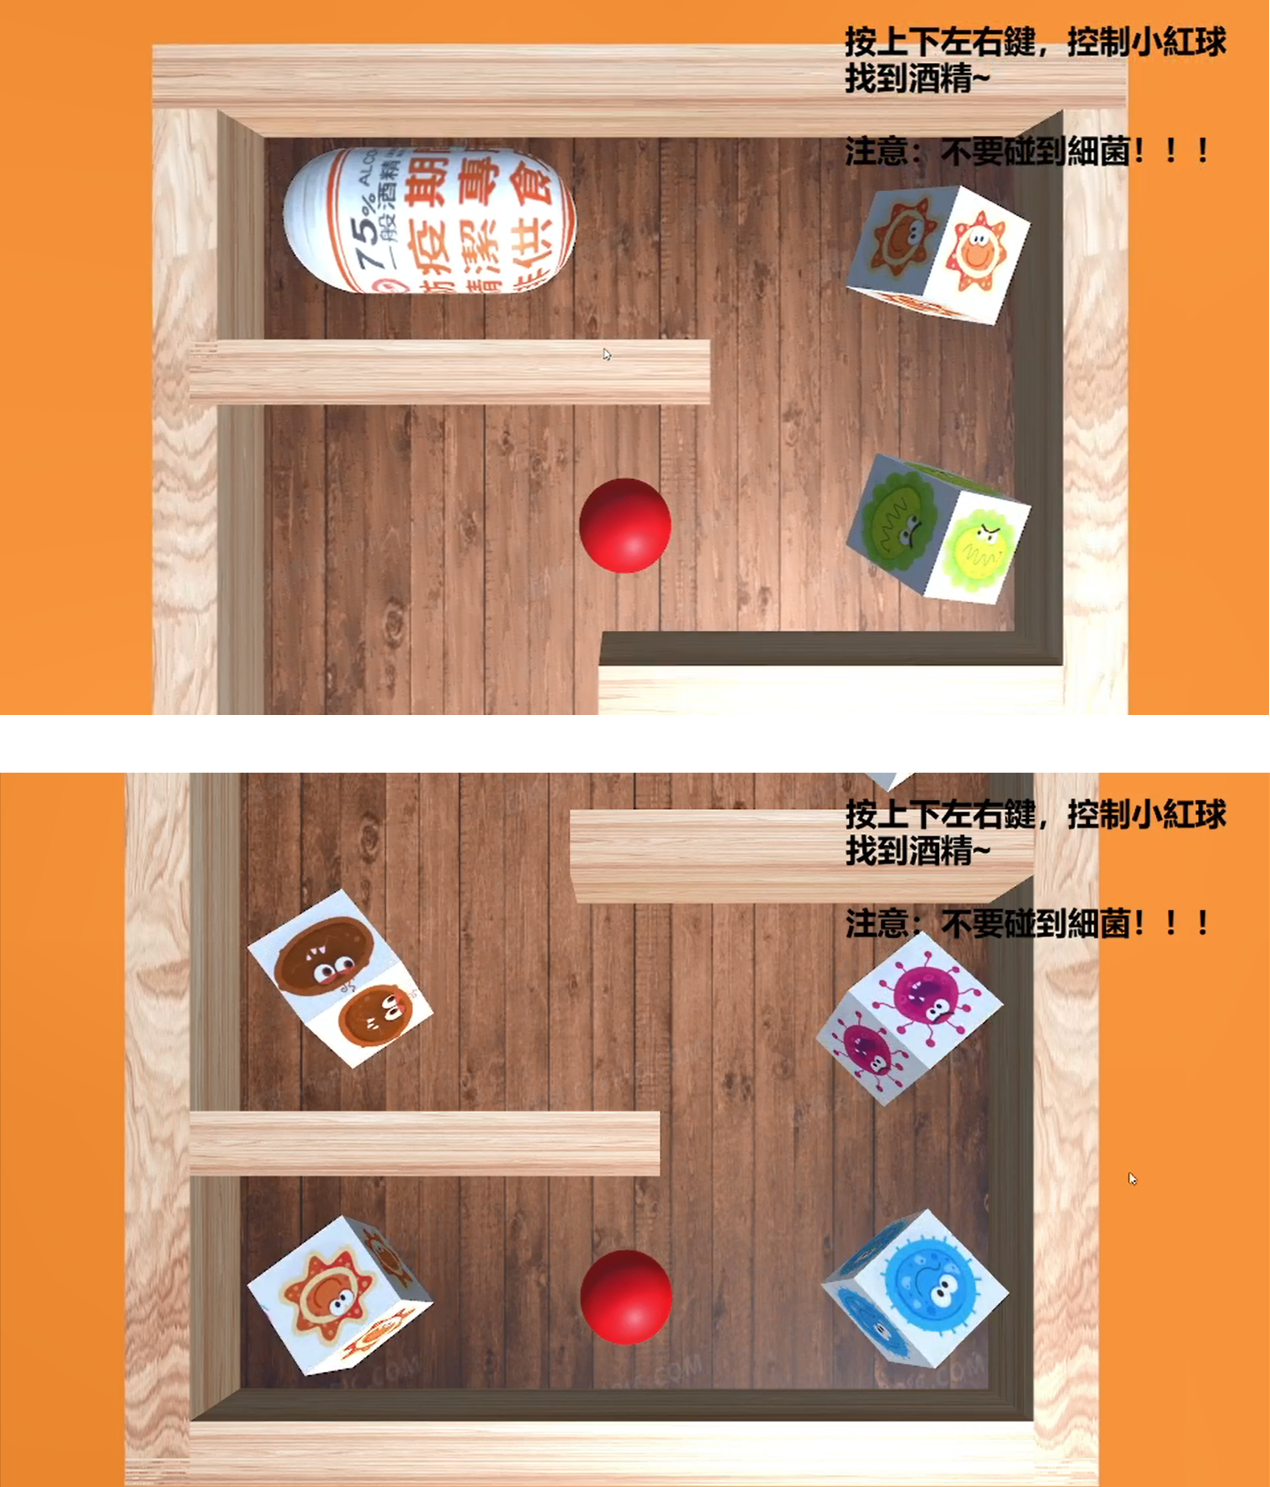 按上下左右鍵，控制小紅球
找到酒精~
注意：不要碰到細菌！！！
75% ALCO
一般酒精
防疫期
清潔專
非供食
按上下左右鍵，控制小紅球
找到酒精~
注意：不要碰到細菌！！！